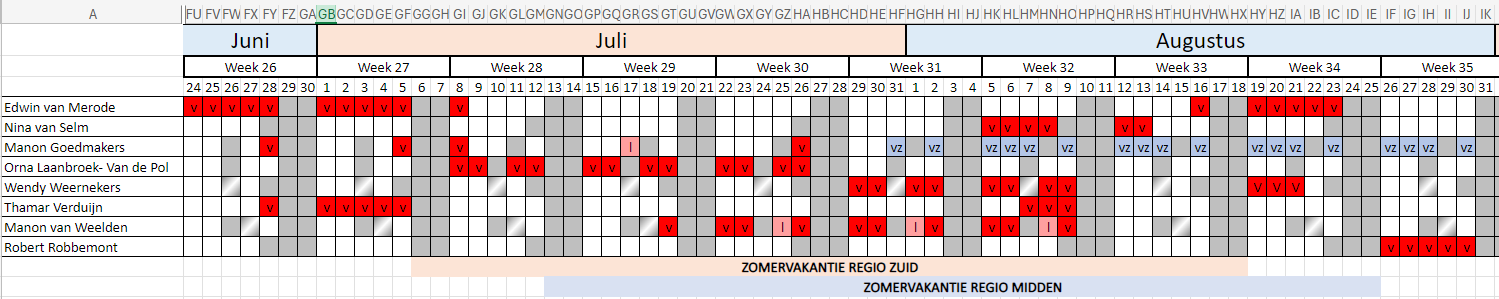 A FU FV FW FX FY FZ GA GB GC GD GE GF GG GH GI GJ GK GL GM GN GO GP GQ GR GS GT GU GV GW GX GY GZ HA HB HC HD HE HF HG HH HI HJ HK HL HM HN HO HP HQ HR HS HT HU HV HW HX HY HZ IA IB IC ID IE IF IG IH II IJ IK
Juni Juli Augustus
Week 26 Week 27 Week 28 Week 29 Week 30 Week 31 Week 32 Week 33 Week 34 Week 35
24 25 26 27 28 29 30 1 2 3 4 5 6 7 8 9 10 11 12 13 14 15 16 17 18 19 20 21 22 23 24 25 26 27 28 29 30 31 1 2 3 4 5 6 7 8 9 10 11 12 13 14 15 16 17 18 19 20 21 22 23 24 25 26 27 28 29 30 31
Edwin van Merode v v v v v v v v v v v v v v v v v
Nina van Selm v v v v v v
Manon Goedmakers v v v l v vz vz vz vz vz vz vz vz vz vz vz vz vz vz vz vz vz vz
Orna Laanbroek- Van de Pol v v v v v v v v v v v v
Wendy Weernekers v v v v v v v v v v v
Thamar Verduijn v v v v v v v v v
Manon van Weelden v v v l v v v l v v v l v
Robert Robbemont v v v v v
ZOMERVAKANTIE REGIO ZUID
ZOMERVAKANTIE REGIO MIDDEN